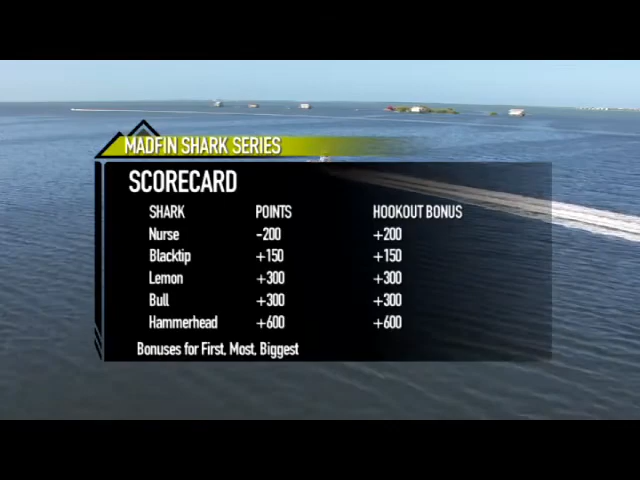 MADFIN SHARK SERIES
SCORECARD
SHARK POINTS HOOKOUT BONUS
Nurse -200 +200
Blacktip +150 +150
Lemon +300 +300
Bull +300 +300
Hammerhead +600 +600
Bonuses for First, Most, Biggest